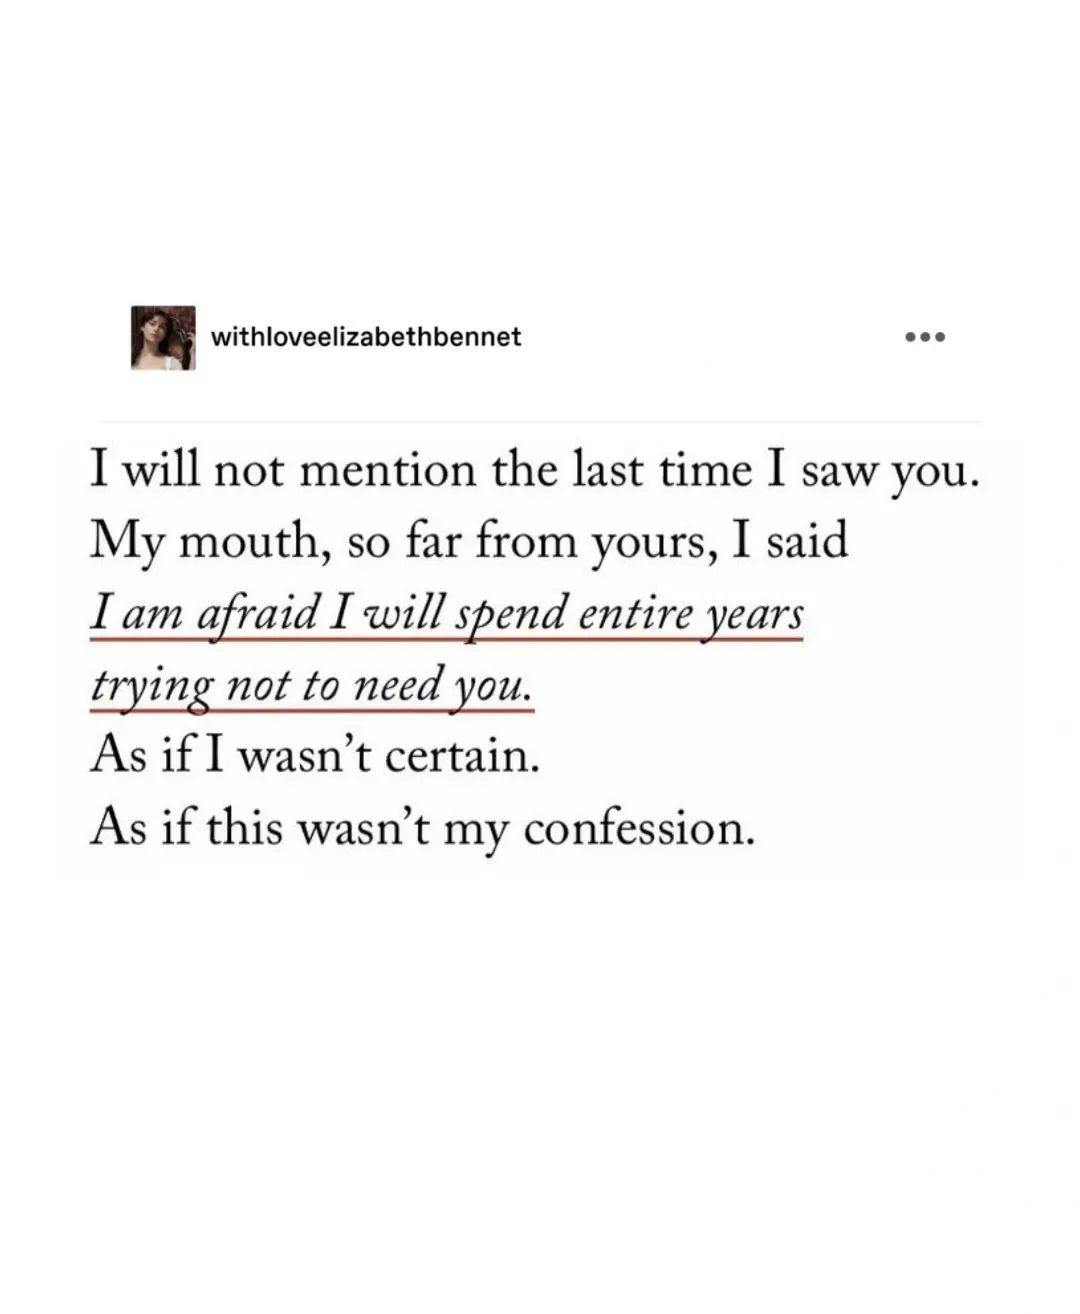 withloveelizabethbennet
I will not mention the last time I saw you.
My mouth, so far from yours, I said
I am afraid I will spend entire years
trying not to need you.
As if I wasn’t certain.
As if this wasn’t my confession.